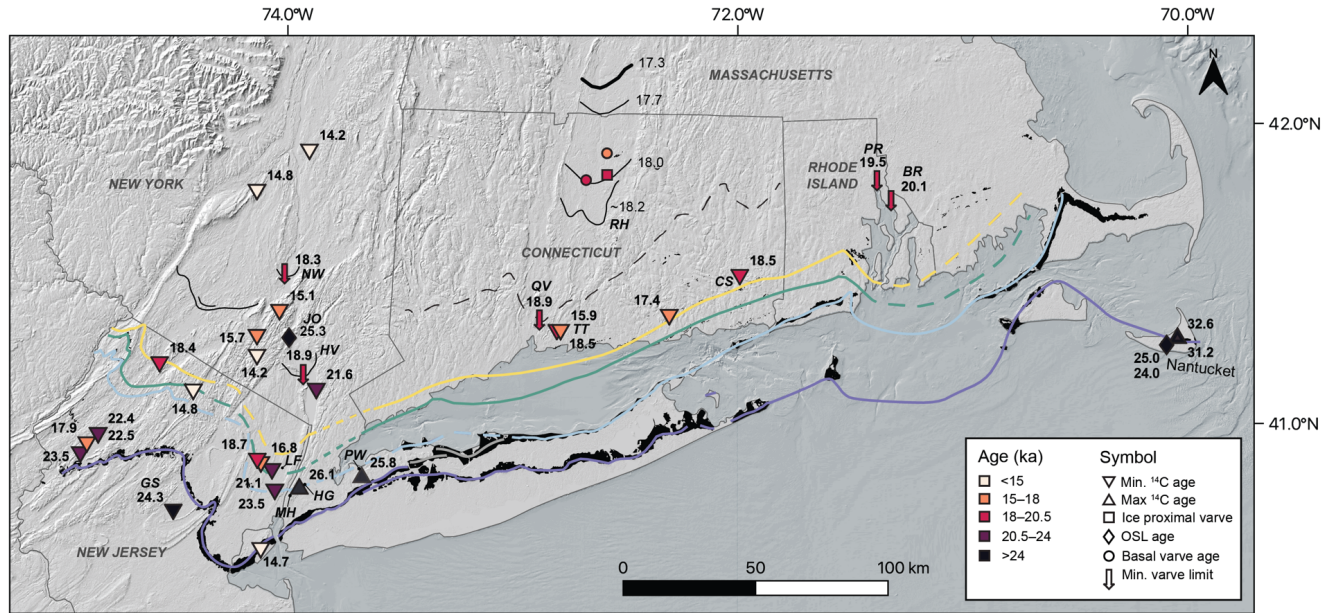 74.0°W
72.0°W
70.0°W
N
17.3
MASSACHUSETTS
17.7
42.0°N
14.2
14.8
NEW YORK
18.0
PR
19.5
RHODE
ISLAND
BR
20.1
~18.2
RH
CONNECTICUT
18.3
NW
18.5
CS
15.1
QV
18.9
17.4
15.9
TT
18.5
JO
25.3
15.7
HV
18.9
14.2
18.4
21.6
14.8
32.6
31.2
25.0
24.0
Nantucket
41.0°N
17.9
22.4
22.5
23.5
18.7
16.8
LF
21.1
26.1
PW
25.8
HG
23.5
MH
GS
24.3
NEW JERSEY
14.7
0
50
100 km
Age (ka)
<15
15–18
18–20.5
20.5–24
>24
Symbol
Min. ¹⁴C age
Max ¹⁴C age
Ice proximal varve
OSL age
Basal varve age
Min. varve limit